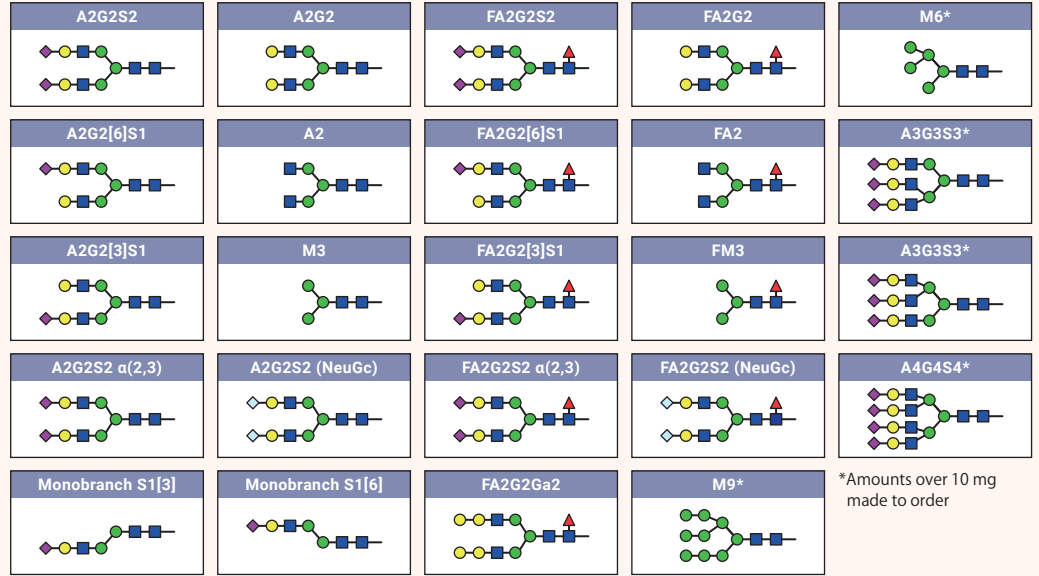 A2G2S2
A2G2
FA2G2S2
FA2G2
M6*
A2G2[6]S1
A2
FA2G2[6]S1
FA2
A3G3S3*
A2G2[3]S1
M3
FA2G2[3]S1
FM3
A3G3S3*
A2G2S2 α(2,3)
A2G2S2 (NeuGc)
FA2G2S2 α(2,3)
FA2G2S2 (NeuGc)
A4G4S4*
Monobranch S1[3]
Monobranch S1[6]
FA2G2Ga2
M9*
*Amounts over 10 mg
made to order